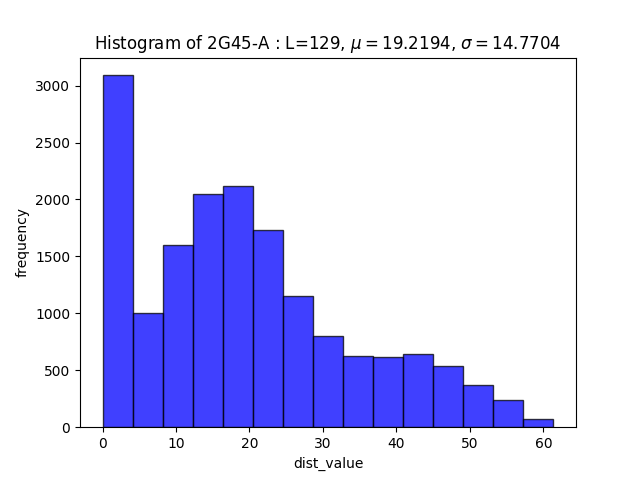 Histogram of 2G45-A : L=129, μ = 19.2194, σ = 14.7704
3000
2500
2000
1500
1000
500
0
frequency
0 10 20 30 40 50 60
dist_value